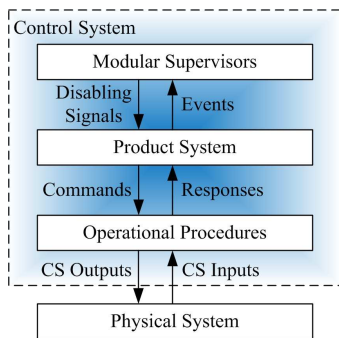 Control System
Modular Supervisors
Disabling
Signals
Events
Product System
Commands
Responses
Operational Procedures
CS Outputs
CS Inputs
Physical System